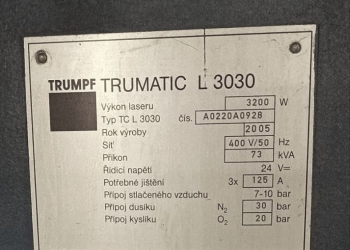 TRUMPF TRUMATIC L 3030
Výkon laseru 3200 W
Typ TC L 3030 čís. A0220A0928
Rok výroby 2005
Síť 400 V/50 Hz
Příkon 73 kVA
Řídicí napětí 24 V=
Potřebné jištění 3x 125 A
Přípoj stlačeného vzduchu 7-10 bar
Přípoj dusíku N₂ 30 bar
Přípoj kyslíku O₂ 20 bar